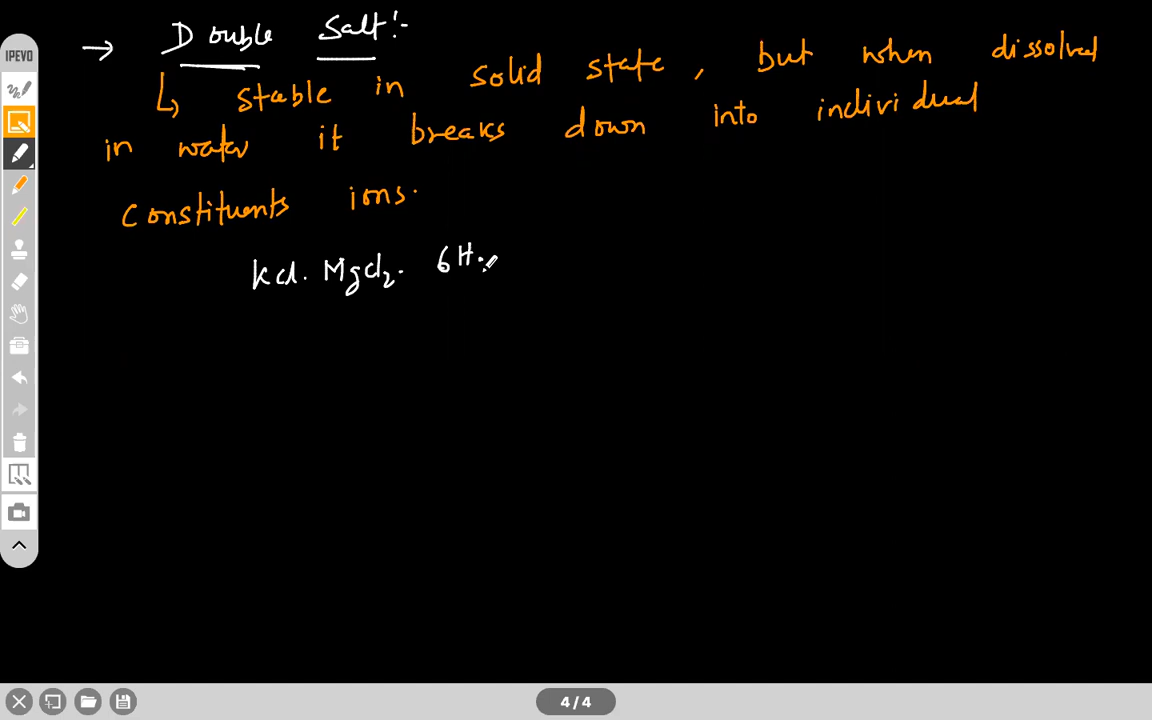 IPEVO
→ Double Salt:-
↳ stable in solid state, but when dissolved
in water it breaks down into individual
constituents ions.
kcl. MgCl₂. 6H
4/4